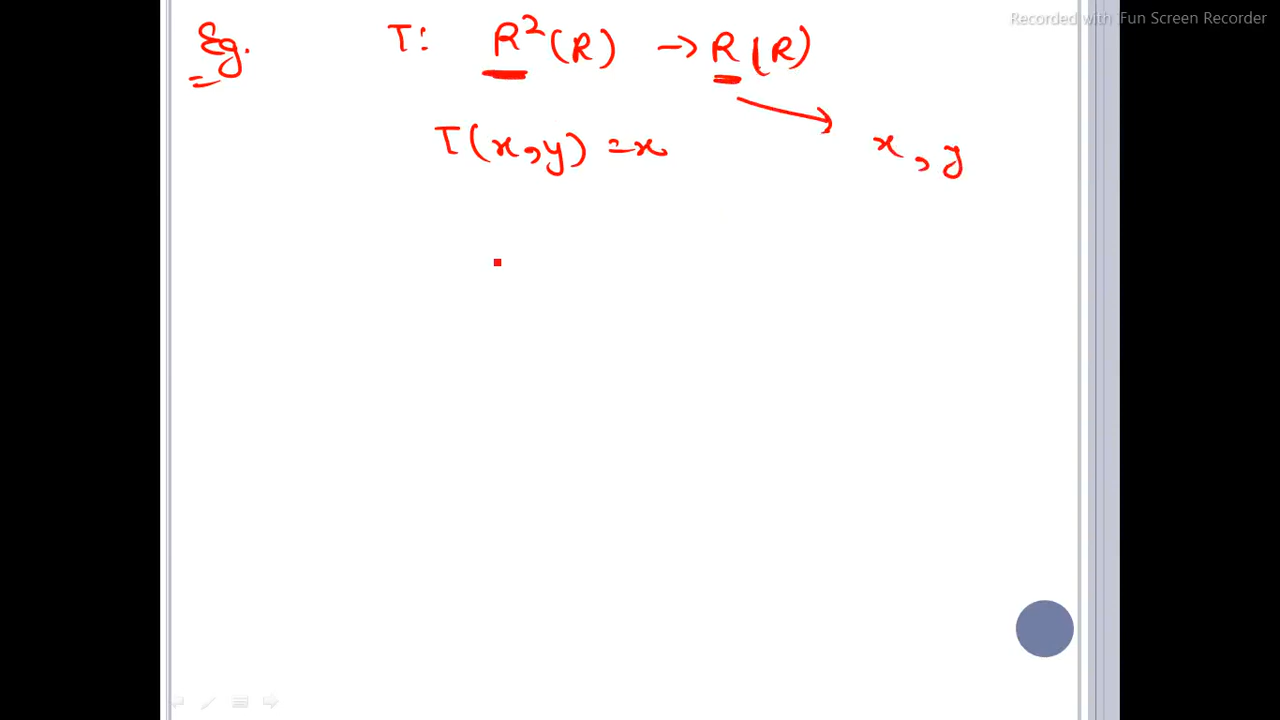 Recorded with Fun Screen Recorder
Eg. T: R²(R) → R(R)
T(x,y) = x x, y